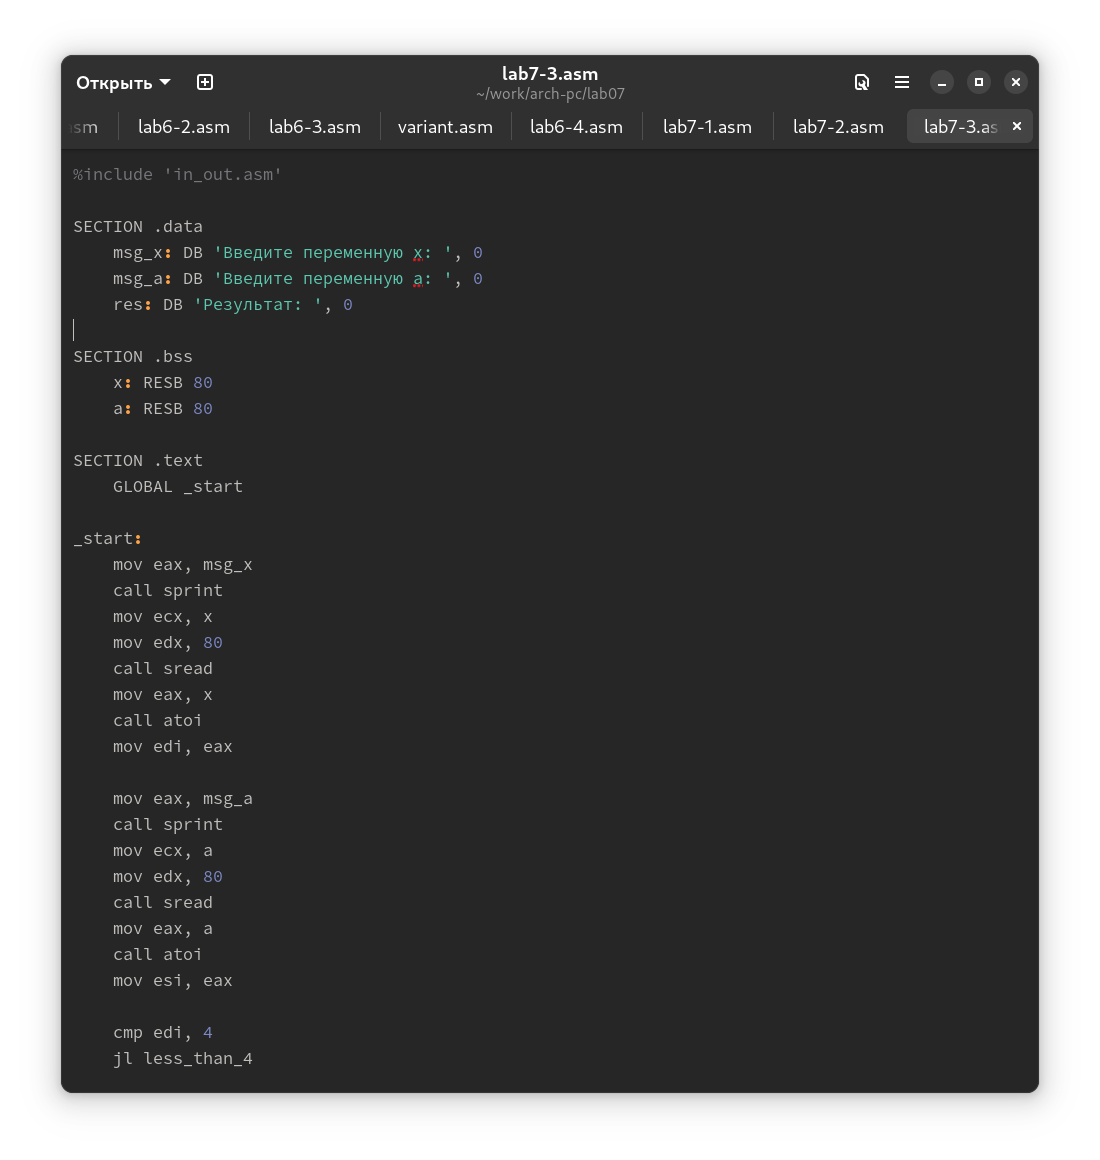 Открыть
lab7-3.asm
~/work/arch-pc/lab07
sm lab6-2.asm lab6-3.asm variant.asm lab6-4.asm lab7-1.asm lab7-2.asm lab7-3.as
%include 'in_out.asm'
SECTION .data
msg_x: DB 'Введите переменную x: ', 0
msg_a: DB 'Введите переменную a: ', 0
res: DB 'Результат: ', 0
SECTION .bss
x: RESB 80
a: RESB 80
SECTION .text
GLOBAL _start
_start:
mov eax, msg_x
call sprint
mov ecx, x
mov edx, 80
call sread
mov eax, x
call atoi
mov edi, eax
mov eax, msg_a
call sprint
mov ecx, a
mov edx, 80
call sread
mov eax, a
call atoi
mov esi, eax
cmp edi, 4
jl less_than_4